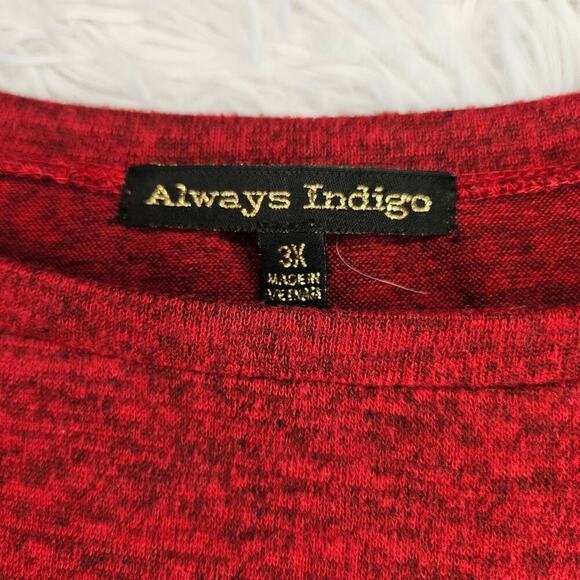 Always Indigo
3X
MADE IN
VIETNAM